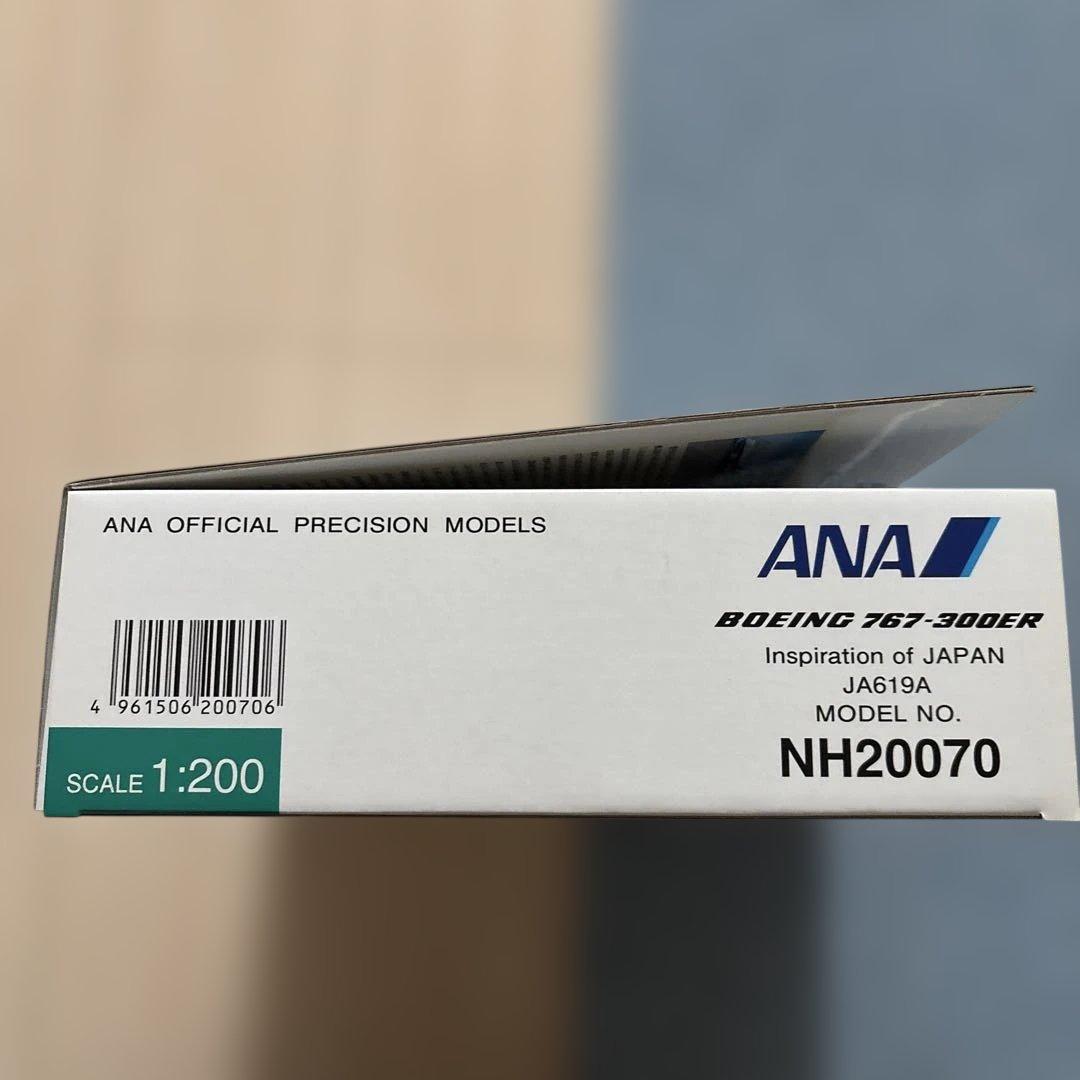 ANA OFFICIAL PRECISION MODELS
ANA
BOEING 767-300ER
Inspiration of JAPAN
JA619A
MODEL NO.
NH20070
4 961506 200706
SCALE 1:200